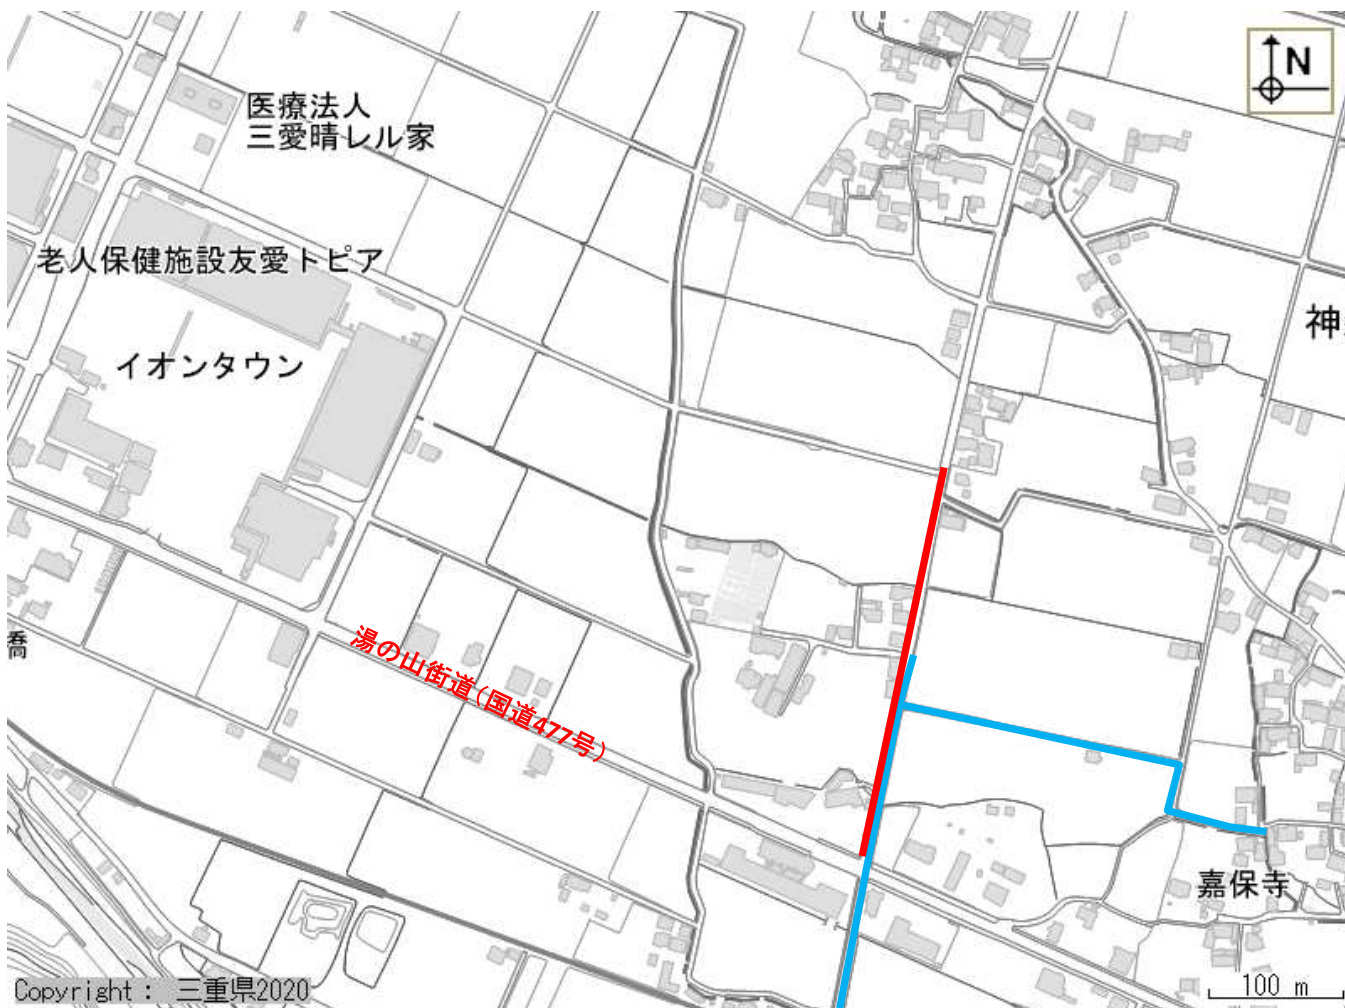 N
医療法人
三愛晴レル家
老人保健施設友愛トピア
神
イオンタウン
橋
湯の山街道(国道477号)
嘉保寺
Copyright : 三重県2020
100 m